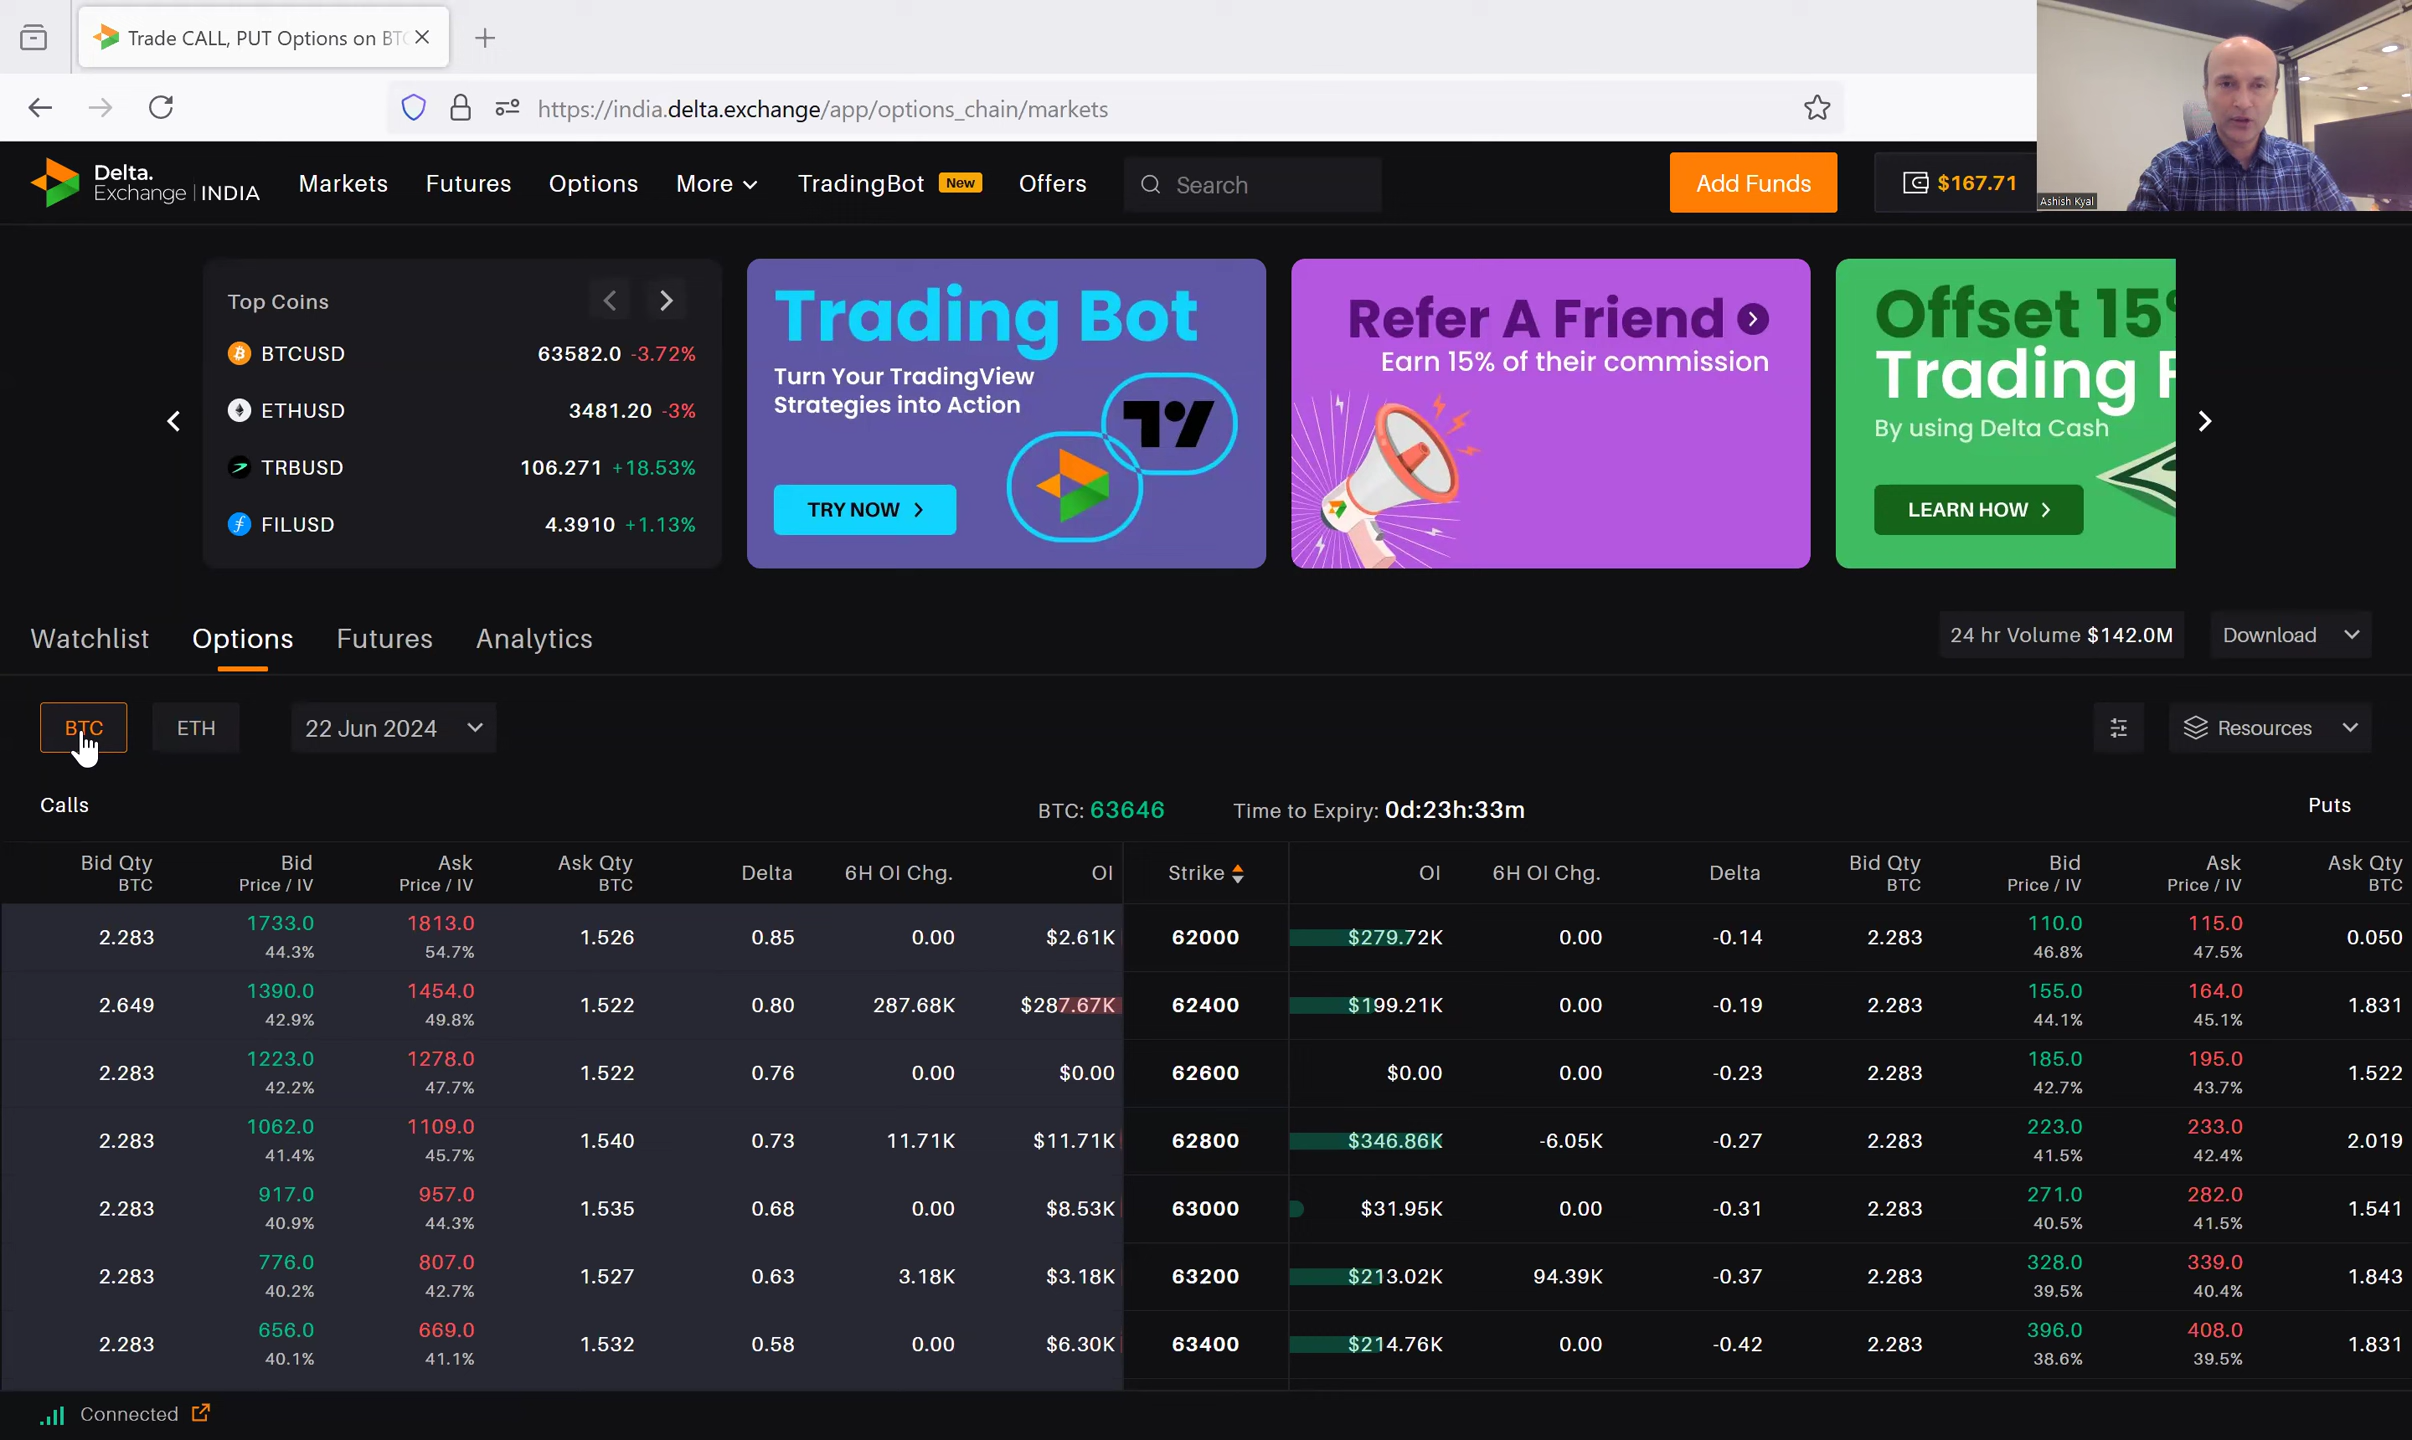 Trade CALL, PUT Options on BTC
https://india.delta.exchange/app/options_chain/markets
Ashish Kyal
Delta.
Exchange | INDIA
Markets Futures Options More TradingBot New Offers Search Add Funds $167.71
Top Coins
BTCUSD 63582.0 -3.72%
ETHUSD 3481.20 -3%
TRBUSD 106.271 +18.53%
FILUSD 4.3910 +1.13%
Trading Bot
Turn Your TradingView
Strategies into Action
TRY NOW
Refer A Friend
Earn 15% of their commission
Offset 15
Trading
By using Delta Cash
LEARN HOW
Watchlist Options Futures Analytics 24 hr Volume $142.0M Download
BTC ETH 22 Jun 2024 Resources
Calls BTC: 63646 Time to Expiry: 0d:23h:33m Puts
Bid Qty Bid Ask Ask Qty Delta 6H OI Chg. OI Strike OI 6H OI Chg. Delta Bid Qty Bid Ask Ask Qty
BTC Price / IV Price / IV BTC BTC Price / IV Price / IV BTC
2.283 1733.0 1813.0 1.526 0.85 0.00 $2.61K 62000 $279.72K 0.00 -0.14 2.283 110.0 115.0 0.050
44.3% 54.7% 46.8% 47.5%
2.649 1390.0 1454.0 1.522 0.80 287.68K $287.67K 62400 $199.21K 0.00 -0.19 2.283 155.0 164.0 1.831
42.9% 49.8% 44.1% 45.1%
2.283 1223.0 1278.0 1.522 0.76 0.00 $0.00 62600 $0.00 0.00 -0.23 2.283 185.0 195.0 1.522
42.2% 47.7% 42.7% 43.7%
2.283 1062.0 1109.0 1.540 0.73 11.71K $11.71K 62800 $346.86K -6.05K -0.27 2.283 223.0 233.0 2.019
41.4% 45.7% 41.5% 42.4%
2.283 917.0 957.0 1.535 0.68 0.00 $8.53K 63000 $31.95K 0.00 -0.31 2.283 271.0 282.0 1.541
40.9% 44.3% 40.5% 41.5%
2.283 776.0 807.0 1.527 0.63 3.18K $3.18K 63200 $213.02K 94.39K -0.37 2.283 328.0 339.0 1.843
40.2% 42.7% 39.5% 40.4%
2.283 656.0 669.0 1.532 0.58 0.00 $6.30K 63400 $214.76K 0.00 -0.42 2.283 396.0 408.0 1.831
40.1% 41.1% 38.6% 39.5%
Connected